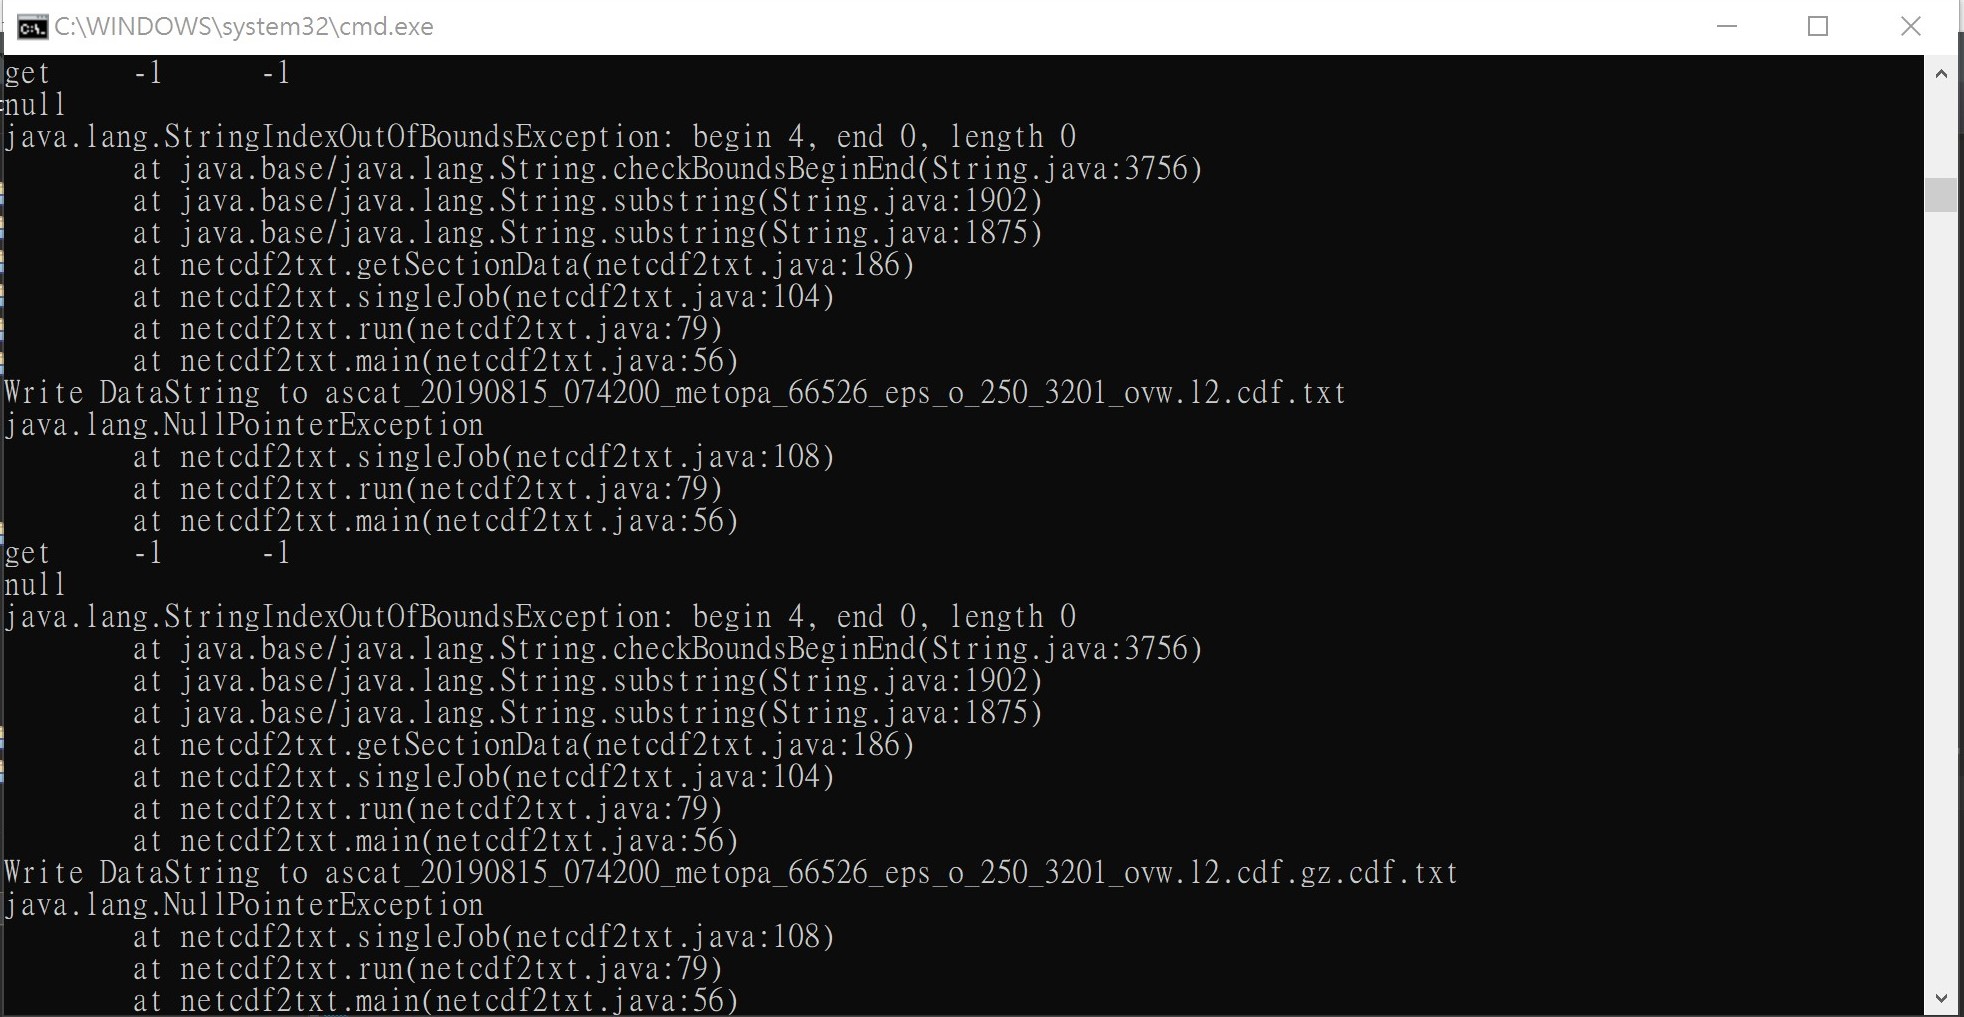 C:\WINDOWS\system32\cmd.exe
get     -1      -1
null
java.lang.StringIndexOutOfBoundsException: begin 4, end 0, length 0
        at java.base/java.lang.String.checkBoundsBeginEnd(String.java:3756)
        at java.base/java.lang.String.substring(String.java:1902)
        at java.base/java.lang.String.substring(String.java:1875)
        at netcdf2txt.getSectionData(netcdf2txt.java:186)
        at netcdf2txt.singleJob(netcdf2txt.java:104)
        at netcdf2txt.run(netcdf2txt.java:79)
        at netcdf2txt.main(netcdf2txt.java:56)
Write DataString to ascat_20190815_074200_metopa_66526_eps_o_250_3201_ovw.l2.cdf.txt
java.lang.NullPointerException
        at netcdf2txt.singleJob(netcdf2txt.java:108)
        at netcdf2txt.run(netcdf2txt.java:79)
        at netcdf2txt.main(netcdf2txt.java:56)
get     -1      -1
null
java.lang.StringIndexOutOfBoundsException: begin 4, end 0, length 0
        at java.base/java.lang.String.checkBoundsBeginEnd(String.java:3756)
        at java.base/java.lang.String.substring(String.java:1902)
        at java.base/java.lang.String.substring(String.java:1875)
        at netcdf2txt.getSectionData(netcdf2txt.java:186)
        at netcdf2txt.singleJob(netcdf2txt.java:104)
        at netcdf2txt.run(netcdf2txt.java:79)
        at netcdf2txt.main(netcdf2txt.java:56)
Write DataString to ascat_20190815_074200_metopa_66526_eps_o_250_3201_ovw.l2.cdf.gz.cdf.txt
java.lang.NullPointerException
        at netcdf2txt.singleJob(netcdf2txt.java:108)
        at netcdf2txt.run(netcdf2txt.java:79)
        at netcdf2txt.main(netcdf2txt.java:56)